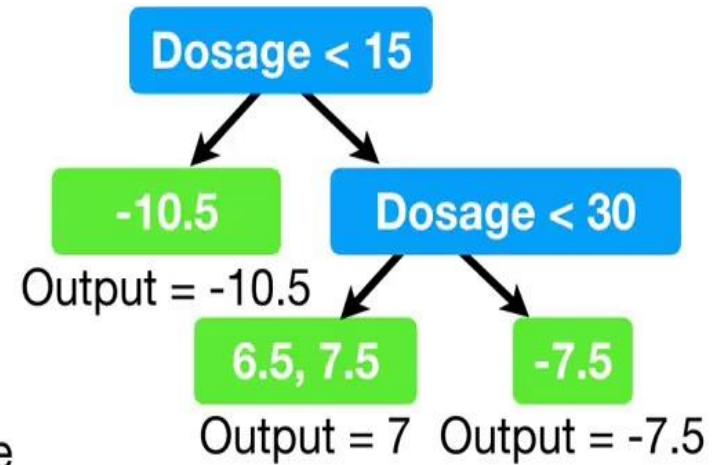 Dosage < 15
-10.5
Dosage < 30
Output = -10.5
6.5, 7.5
-7.5
Output = 7
Output = -7.5
e